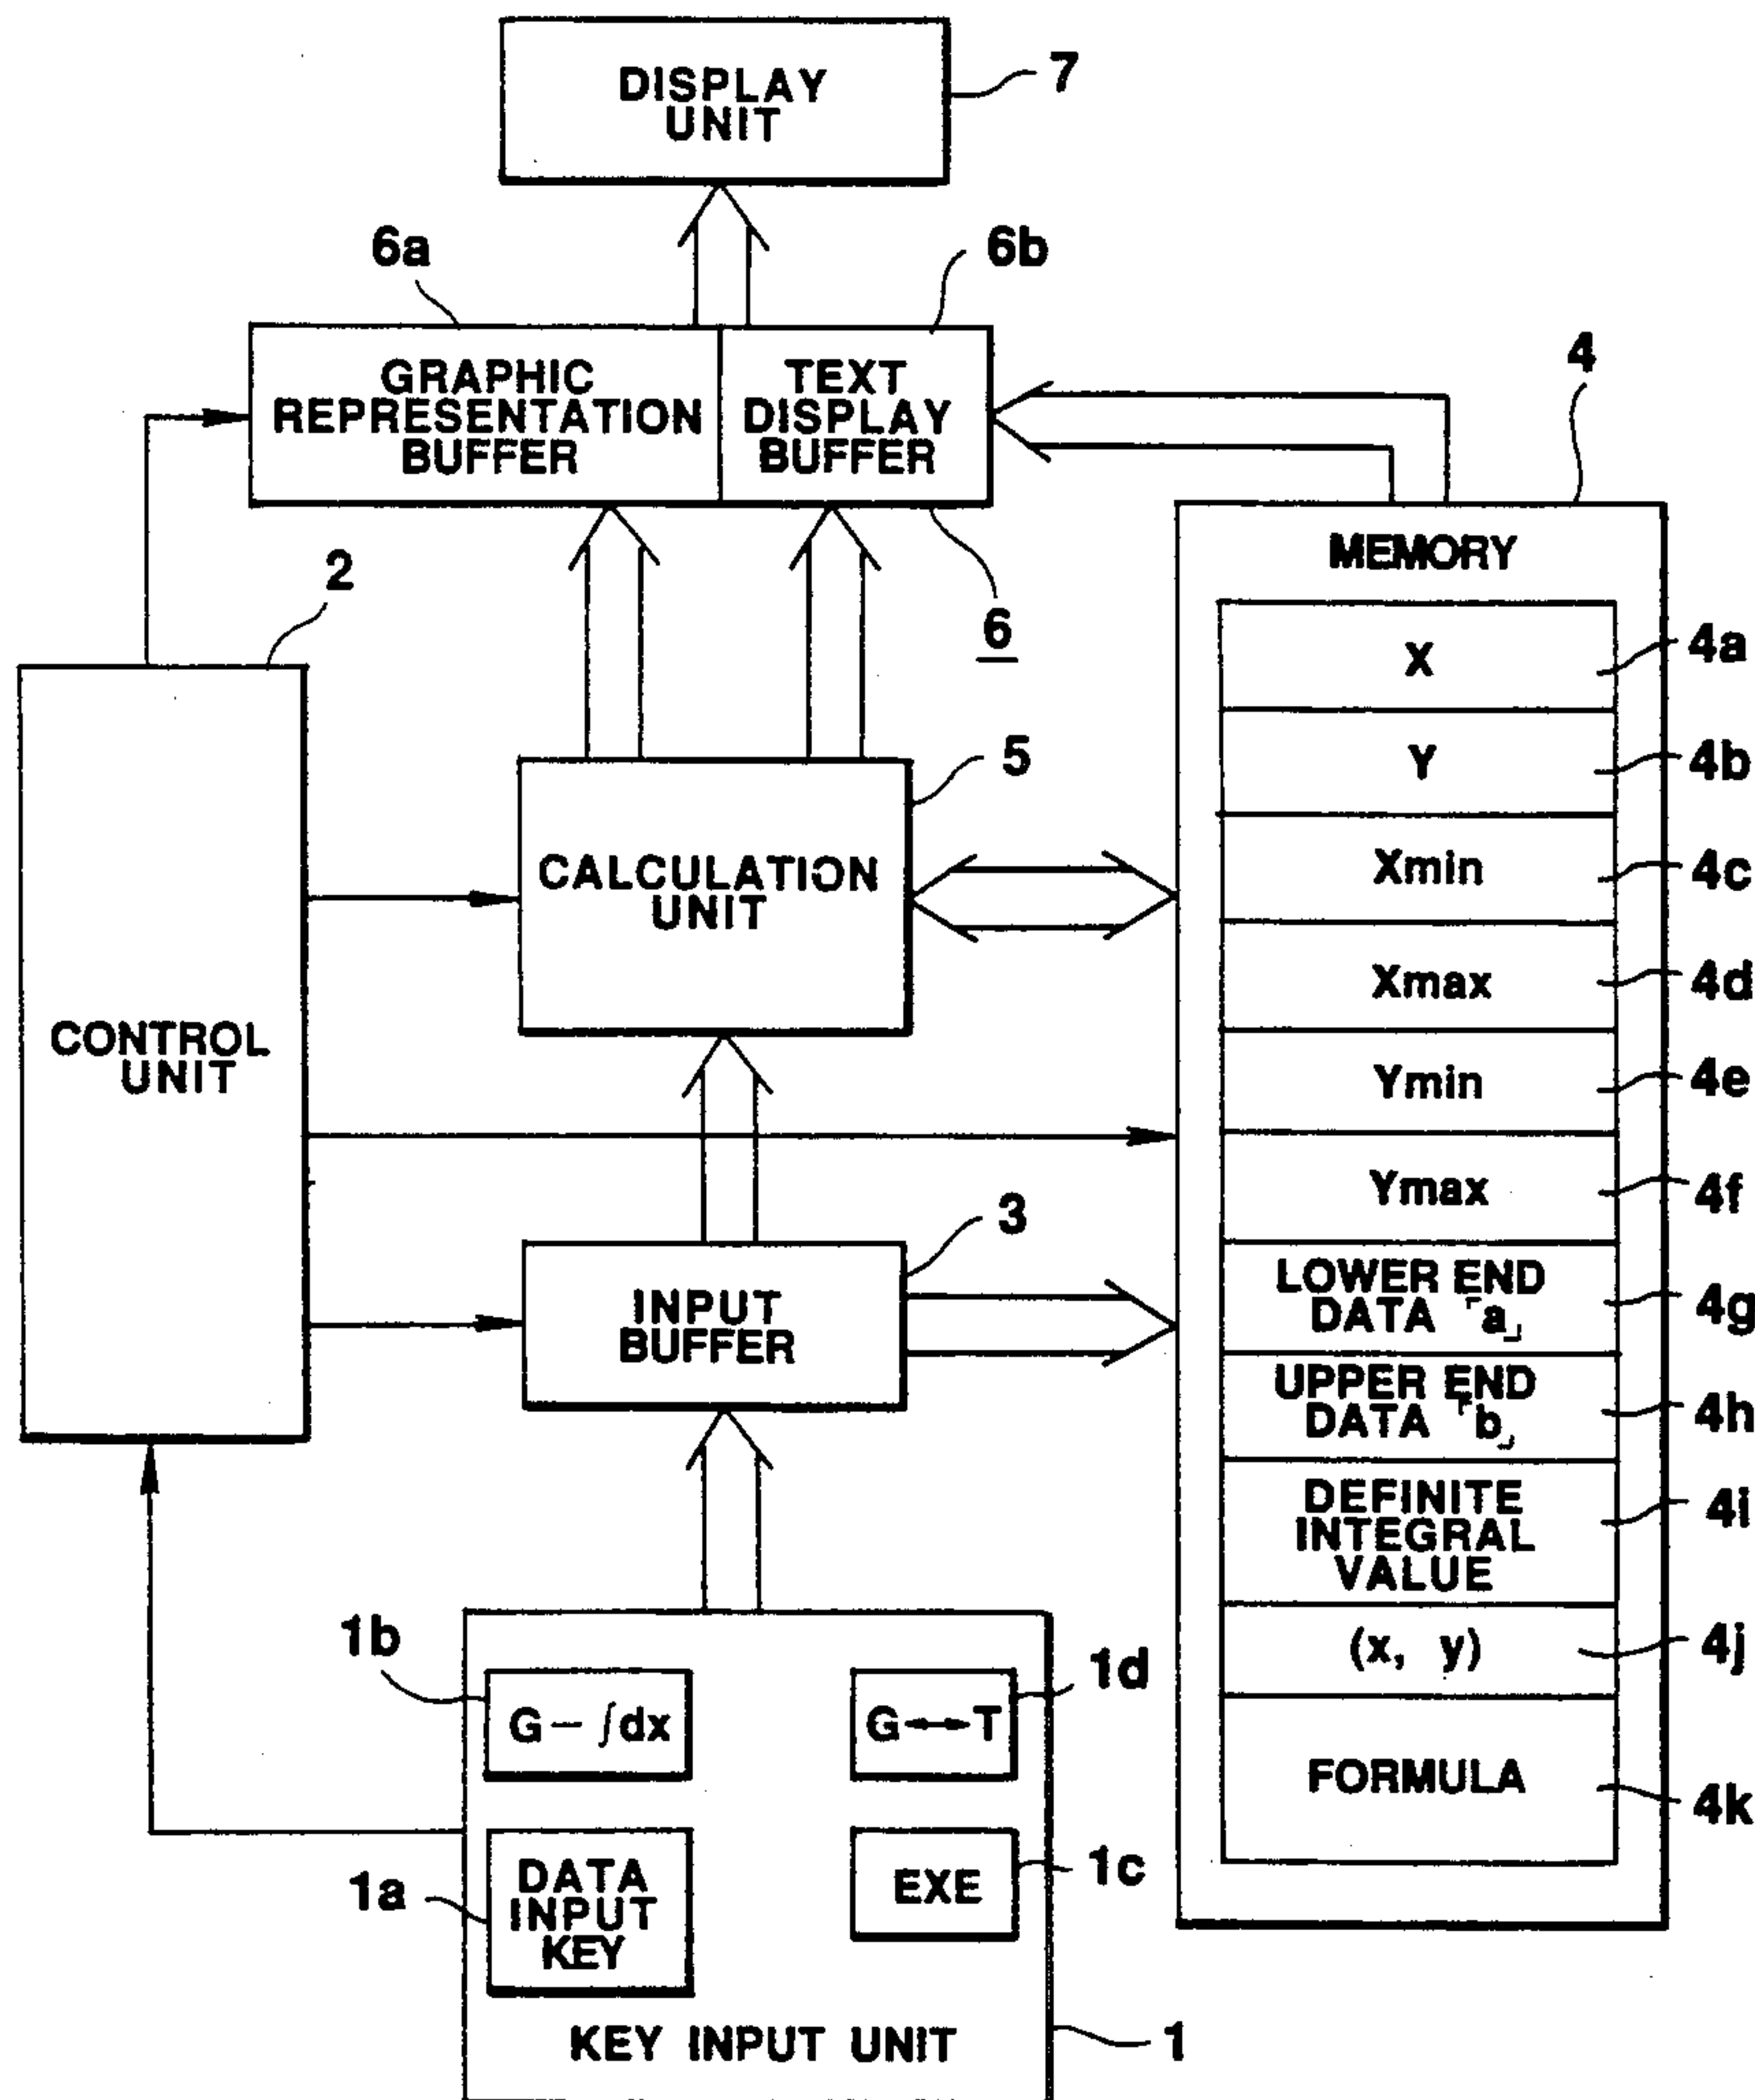 DISPLAY
UNIT
7
6a
6b
GRAPHIC
REPRESENTATION
BUFFER
TEXT
DISPLAY
BUFFER
6
4
MEMORY
X
4a
Y
4b
Xmin
4c
Xmax
4d
Ymin
4e
Ymax
4f
LOWER END
DATA 「a」
4g
UPPER END
DATA 「b」
4h
DEFINITE
INTEGRAL
VALUE
4i
(x, y)
4j
FORMULA
4k
2
CONTROL
UNIT
5
CALCULATION
UNIT
3
INPUT
BUFFER
1b
G－∫dx
1d
G↔T
1a
DATA
INPUT
KEY
1c
EXE
KEY INPUT UNIT
1